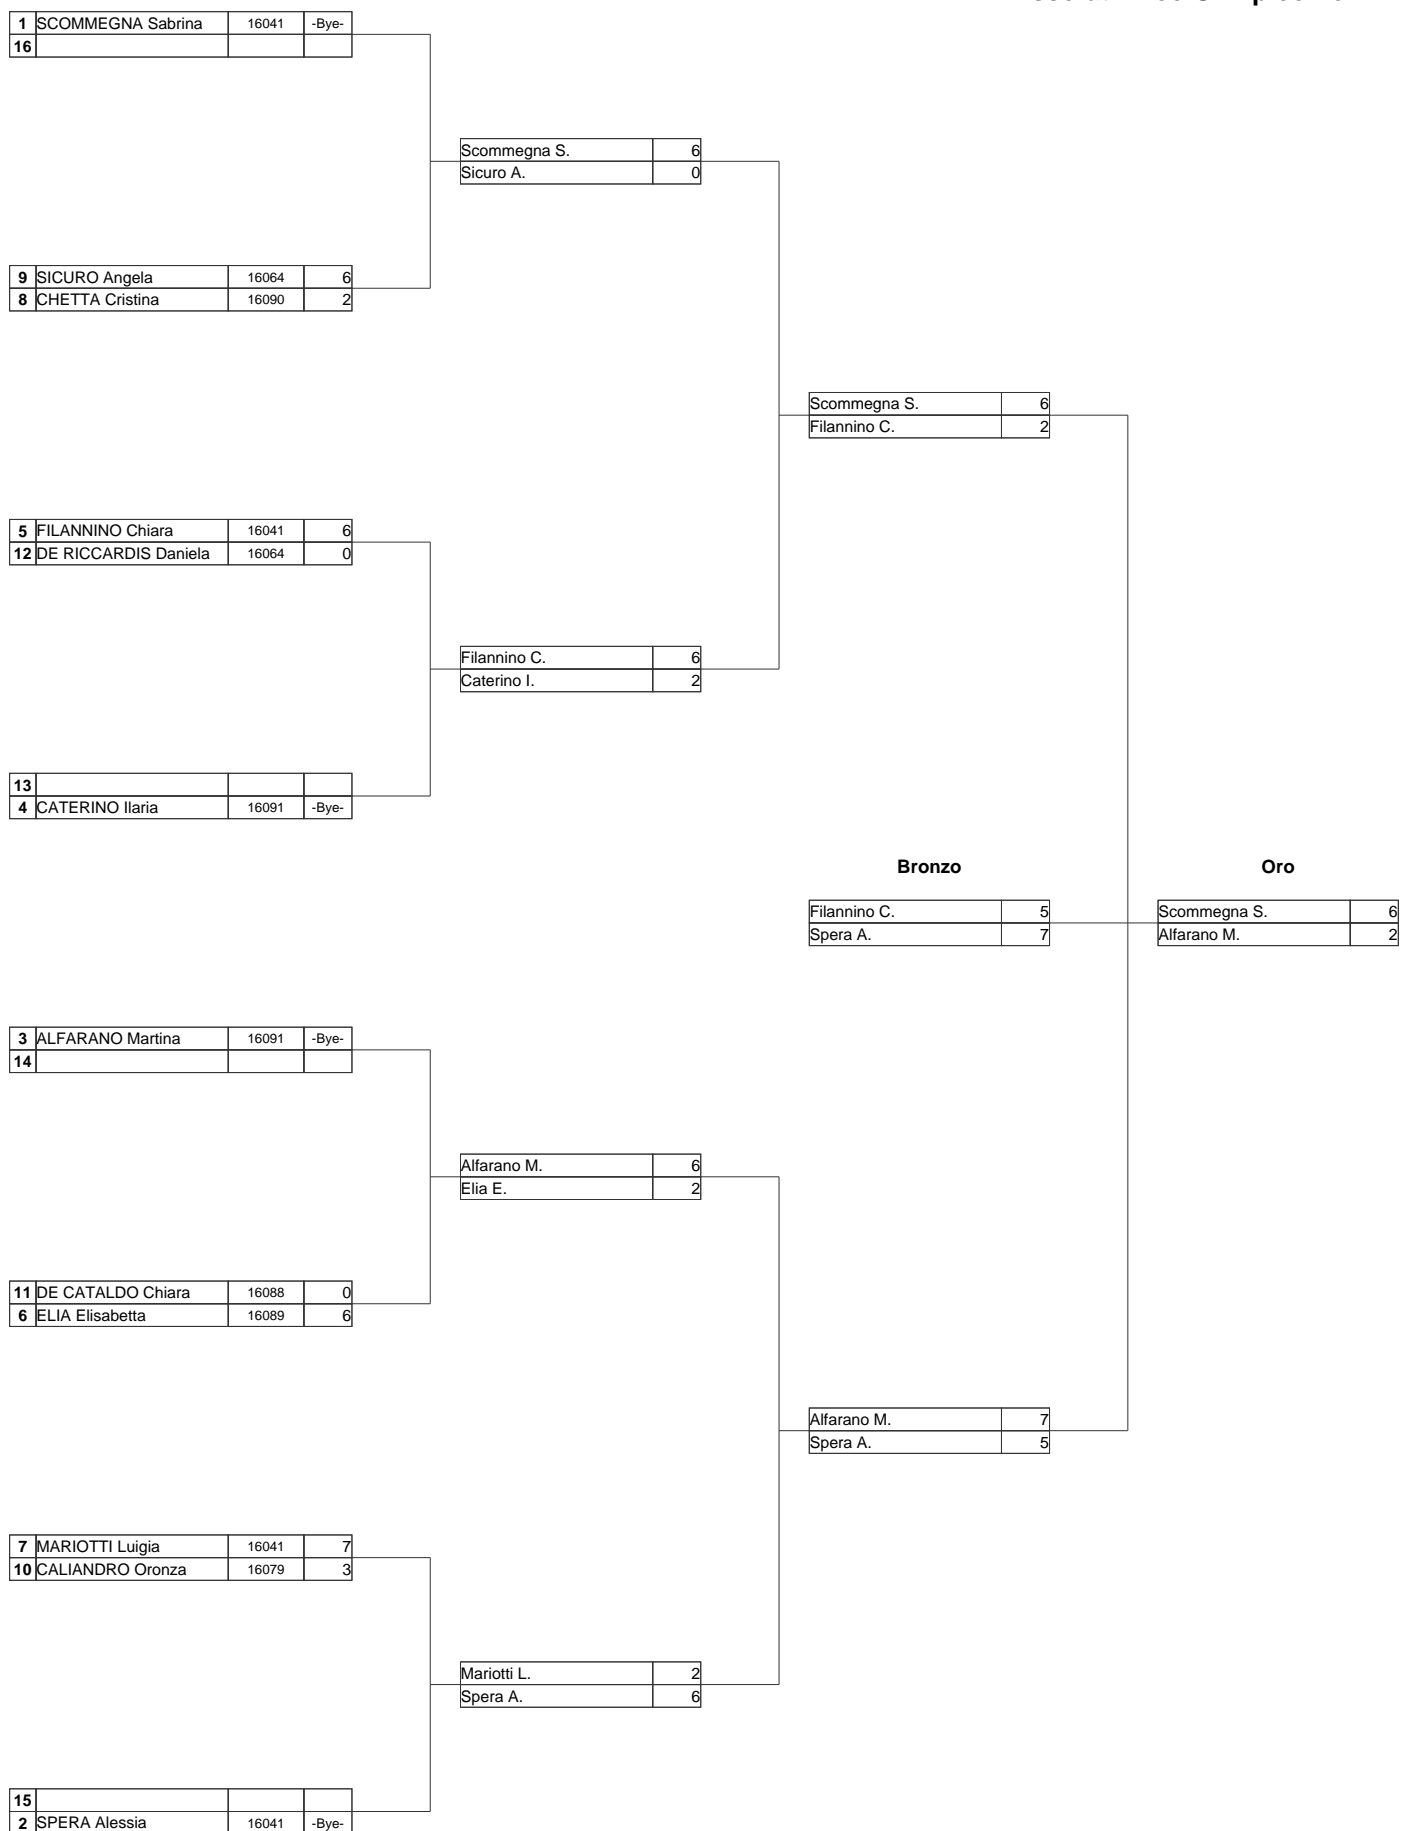 1 SCOMMEGNA Sabrina 16041 -Bye-
16
Scommegna S. 6
Sicuro A. 0
9 SICURO Angela 16064 6
8 CHETTA Cristina 16090 2
Scommegna S. 6
Filannino C. 2
5 FILANNINO Chiara 16041 6
12 DE RICCARDIS Daniela 16064 0
Filannino C. 6
Caterino I. 2
13
4 CATERINO Ilaria 16091 -Bye-
Bronzo Oro
Filannino C. 5 Scommegna S. 6
Spera A. 7 Alfarano M. 2
3 ALFARANO Martina 16091 -Bye-
14
Alfarano M. 6
Elia E. 2
11 DE CATALDO Chiara 16088 0
6 ELIA Elisabetta 16089 6
Alfarano M. 7
Spera A. 5
7 MARIOTTI Luigia 16041 7
10 CALIANDRO Oronza 16079 3
Mariotti L. 2
Spera A. 6
15
2 SPERA Alessia 16041 -Bye-